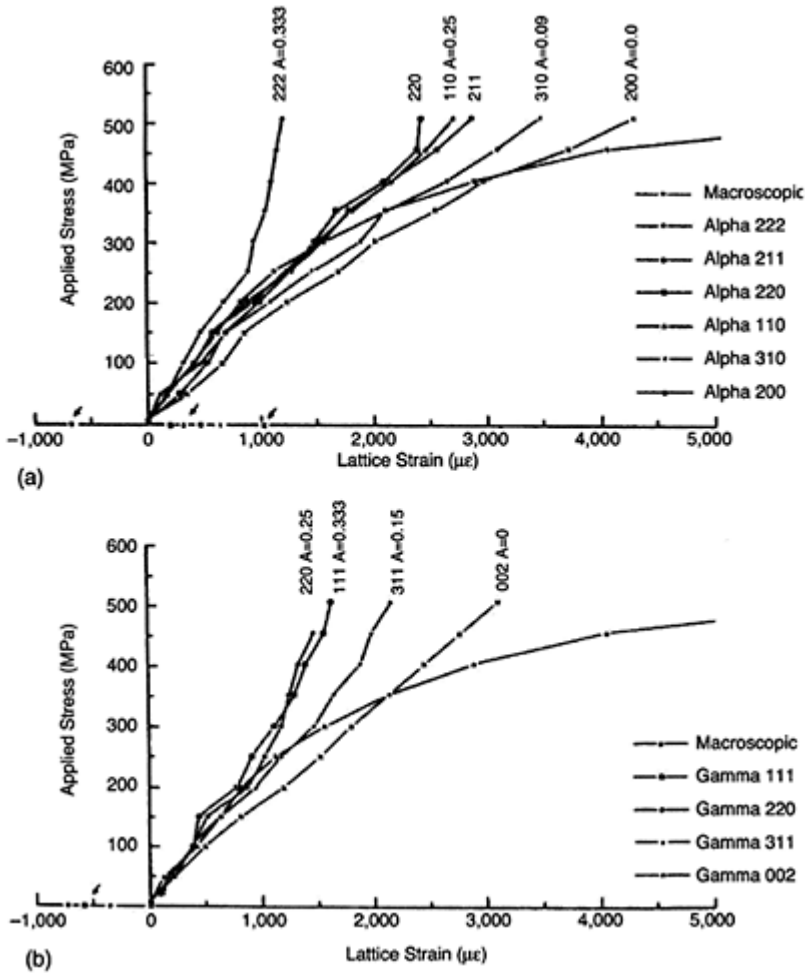 222 A=0.333
220
110 A=0.25
211
310 A=0.09
200 A=0.0
600
500
400
300
200
100
Applied Stress (MPa)
Macroscopic
Alpha 222
Alpha 211
Alpha 220
Alpha 110
Alpha 310
Alpha 200
−1,000
0
1,000
2,000
3,000
4,000
5,000
Lattice Strain (με)
(a)
220 A=0.25
111 A=0.333
311 A=0.15
002 A=0
600
500
400
300
200
100
Applied Stress (MPa)
Macroscopic
Gamma 111
Gamma 220
Gamma 311
Gamma 002
−1,000
0
1,000
2,000
3,000
4,000
5,000
Lattice Strain (με)
(b)